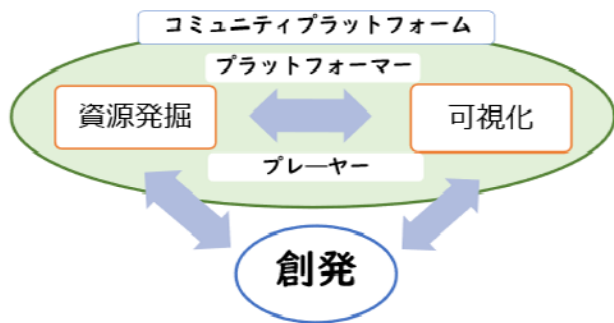 コミュニティプラットフォーム
プラットフォーマー
資源発掘
可視化
プレーヤー
創発